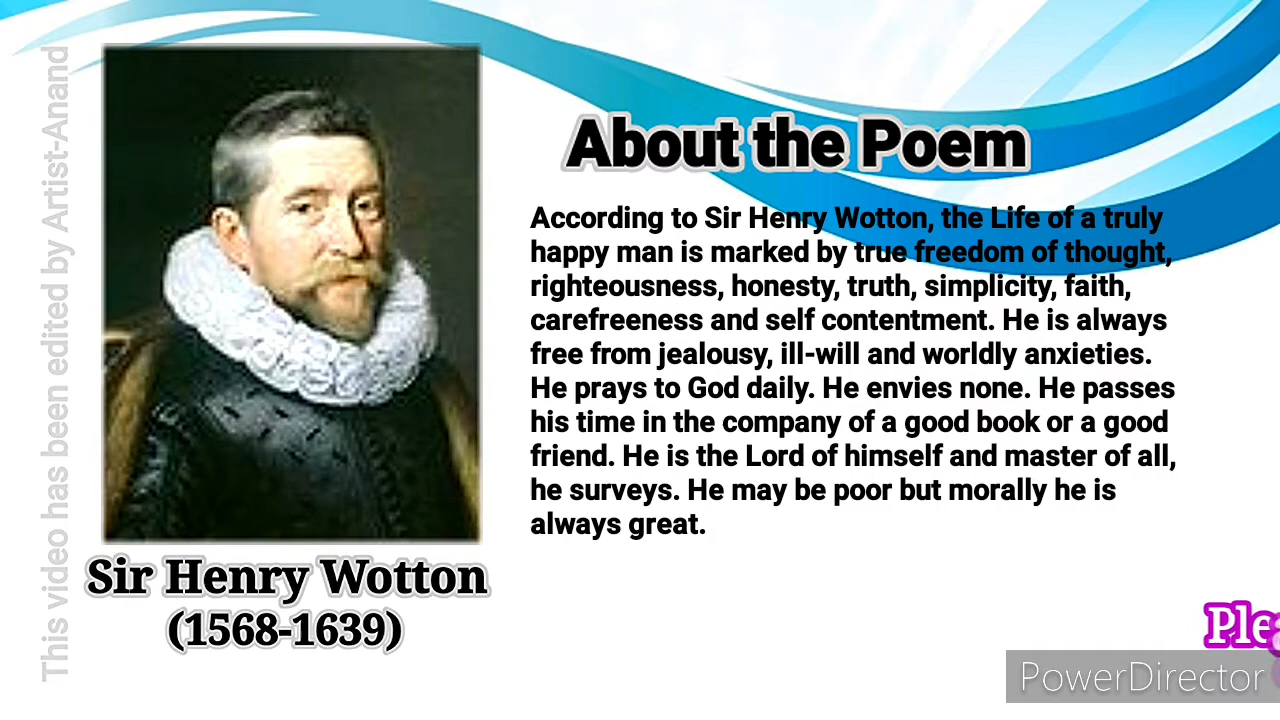 This video has been edited by Artist-Anand
About the Poem
According to Sir Henry Wotton, the Life of a truly
happy man is marked by true freedom of thought,
righteousness, honesty, truth, simplicity, faith,
carefreeness and self contentment. He is always
free from jealousy, ill-will and worldly anxieties.
He prays to God daily. He envies none. He passes
his time in the company of a good book or a good
friend. He is the Lord of himself and master of all,
he surveys. He may be poor but morally he is
always great.
Sir Henry Wotton
(1568-1639)
PowerDirector